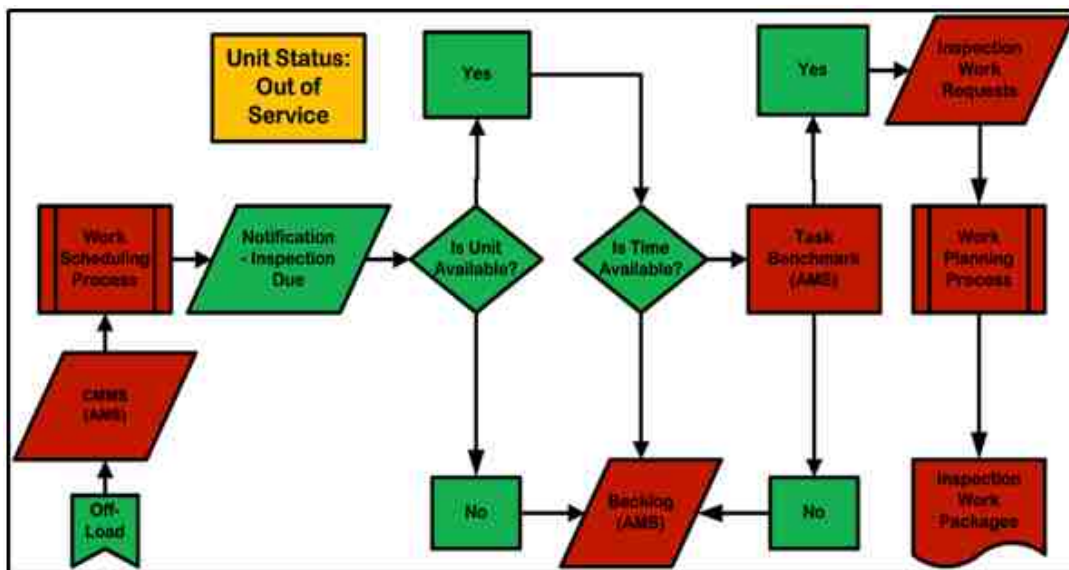 Unit Status:
Out of
Service
Yes
Yes
Inspection
Work
Requests
Work
Scheduling
Process
Notification
- Inspection
Due
Is Unit
Available?
Is Time
Available?
Task
Benchmark
(AMS)
Work
Planning
Process
CMMS
(AMS)
Off-
Load
No
Backlog
(AMS)
No
Inspection
Work
Packages